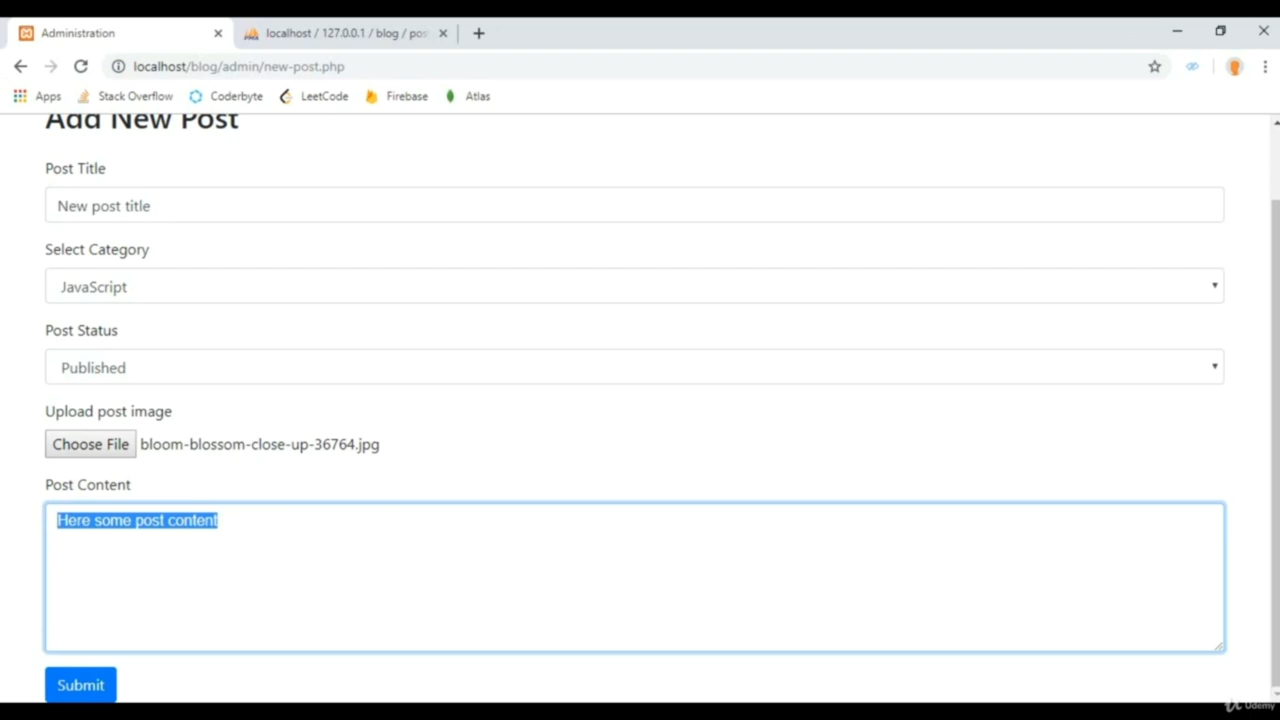 Administration
localhost / 127.0.0.1 / blog / pos
localhost/blog/admin/new-post.php
Apps Stack Overflow Coderbyte LeetCode Firebase Atlas
Add New Post
Post Title
New post title
Select Category
JavaScript
Post Status
Published
Upload post image
Choose File bloom-blossom-close-up-36764.jpg
Post Content
Here some post content
Submit
Udemy